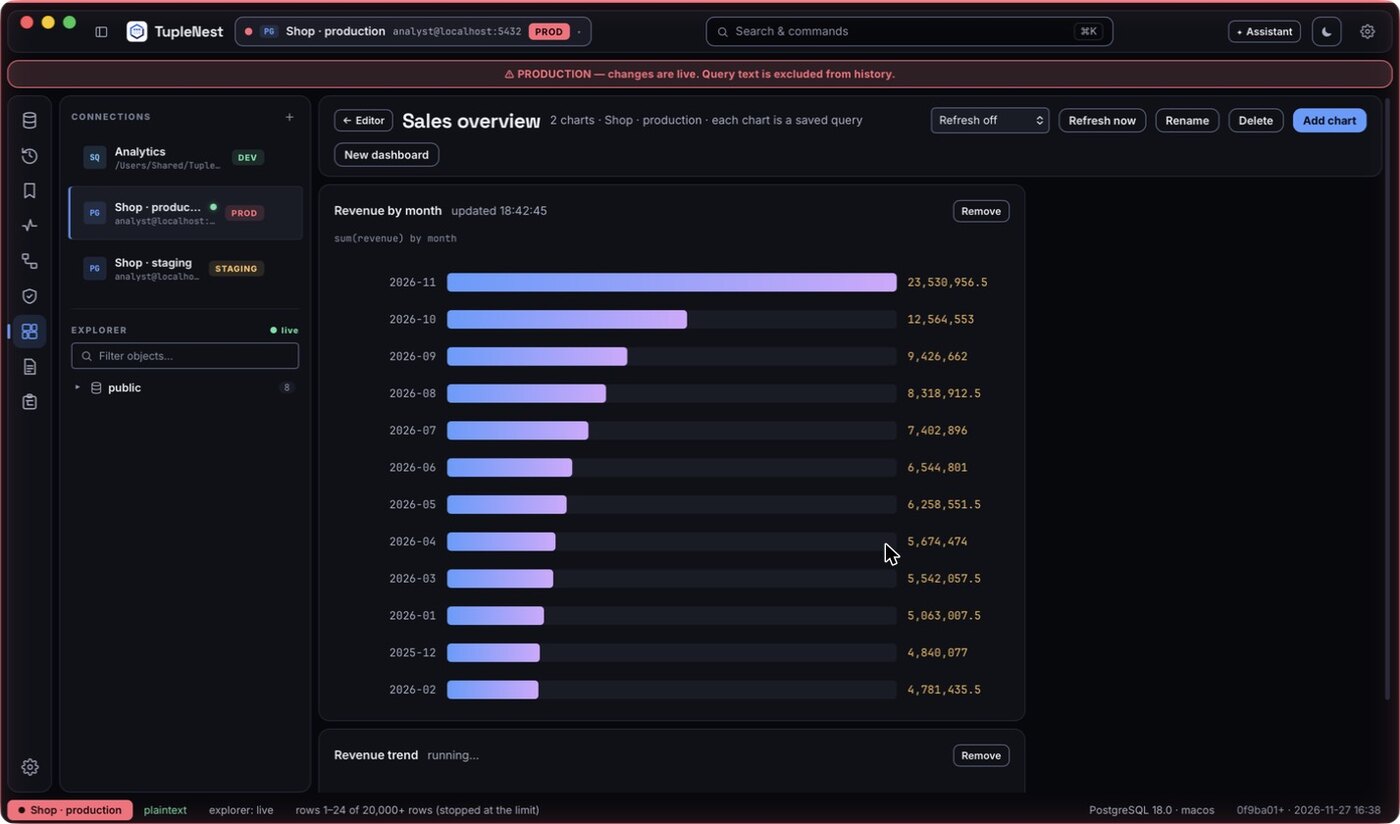 TupleNest
PG Shop · production analyst@localhost:5432 PROD
Search & commands ⌘K
Assistant
⚠ PRODUCTION — changes are live. Query text is excluded from history.
CONNECTIONS +
SQ Analytics DEV
/Users/Shared/Tuple…
PG Shop · produc… PROD
analyst@localhost:…
PG Shop · staging STAGING
analyst@localho…
EXPLORER live
Filter objects...
public 8
← Editor Sales overview 2 charts · Shop · production · each chart is a saved query Refresh off Refresh now Rename Delete Add chart
New dashboard
Revenue by month updated 18:42:45 Remove
sum(revenue) by month
2026-11 23,530,956.5
2026-10 12,564,553
2026-09 9,426,662
2026-08 8,318,912.5
2026-07 7,402,896
2026-06 6,544,801
2026-05 6,258,551.5
2026-04 5,674,474
2026-03 5,542,057.5
2026-01 5,063,007.5
2025-12 4,840,077
2026-02 4,781,435.5
Revenue trend running... Remove
Shop · production plaintext explorer: live rows 1–24 of 20,000+ rows (stopped at the limit) PostgreSQL 18.0 · macos 0f9ba01+ · 2026-11-27 16:38